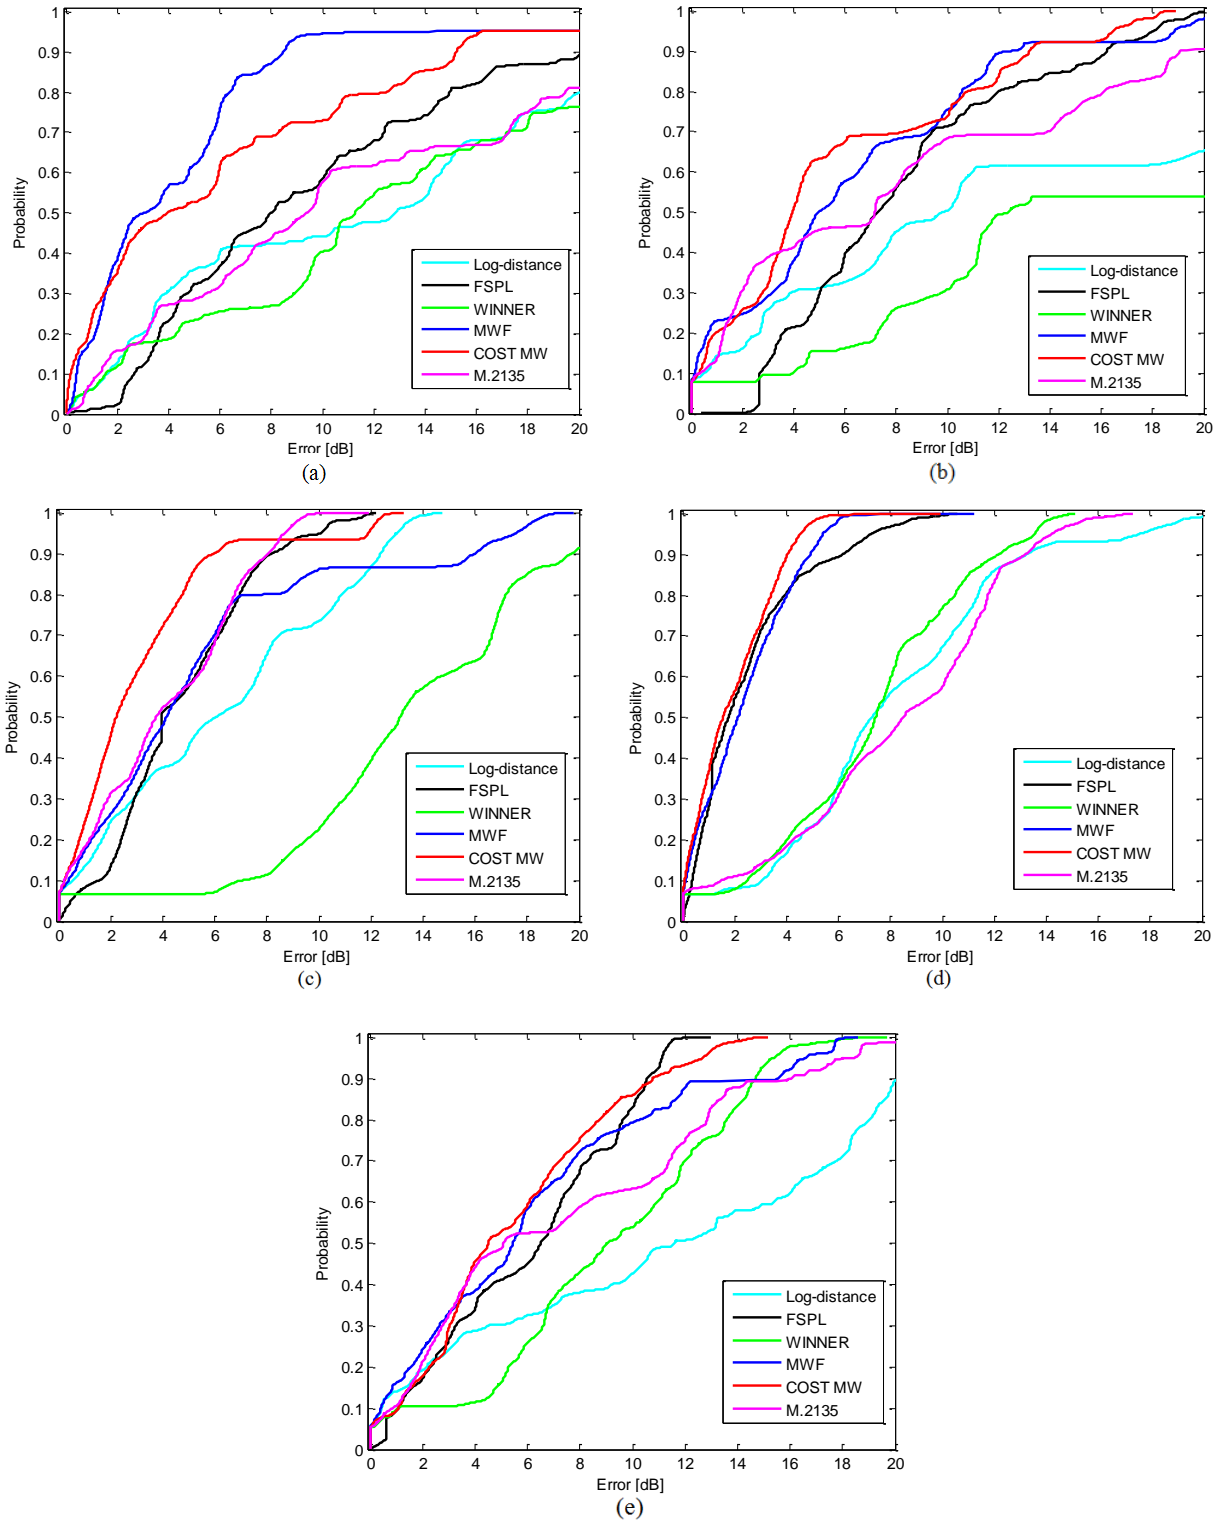 1
0.9
0.8
0.7
0.6
0.5
0.4
0.3
0.2
0.1
0
Probability
0 2 4 6 8 10 12 14 16 18 20
Error [dB]
Log-distance
FSPL
WINNER
MWF
COST MW
M.2135
(a)
1
0.9
0.8
0.7
0.6
0.5
0.4
0.3
0.2
0.1
0
Probability
0 2 4 6 8 10 12 14 16 18 20
Error [dB]
Log-distance
FSPL
WINNER
MWF
COST MW
M.2135
(b)
1
0.9
0.8
0.7
0.6
0.5
0.4
0.3
0.2
0.1
0
Probability
0 2 4 6 8 10 12 14 16 18 20
Error [dB]
Log-distance
FSPL
WINNER
MWF
COST MW
M.2135
(c)
1
0.9
0.8
0.7
0.6
0.5
0.4
0.3
0.2
0.1
0
Probability
0 2 4 6 8 10 12 14 16 18 20
Error [dB]
Log-distance
FSPL
WINNER
MWF
COST MW
M.2135
(d)
1
0.9
0.8
0.7
0.6
0.5
0.4
0.3
0.2
0.1
0
Probability
0 2 4 6 8 10 12 14 16 18 20
Error [dB]
Log-distance
FSPL
WINNER
MWF
COST MW
M.2135
(e)